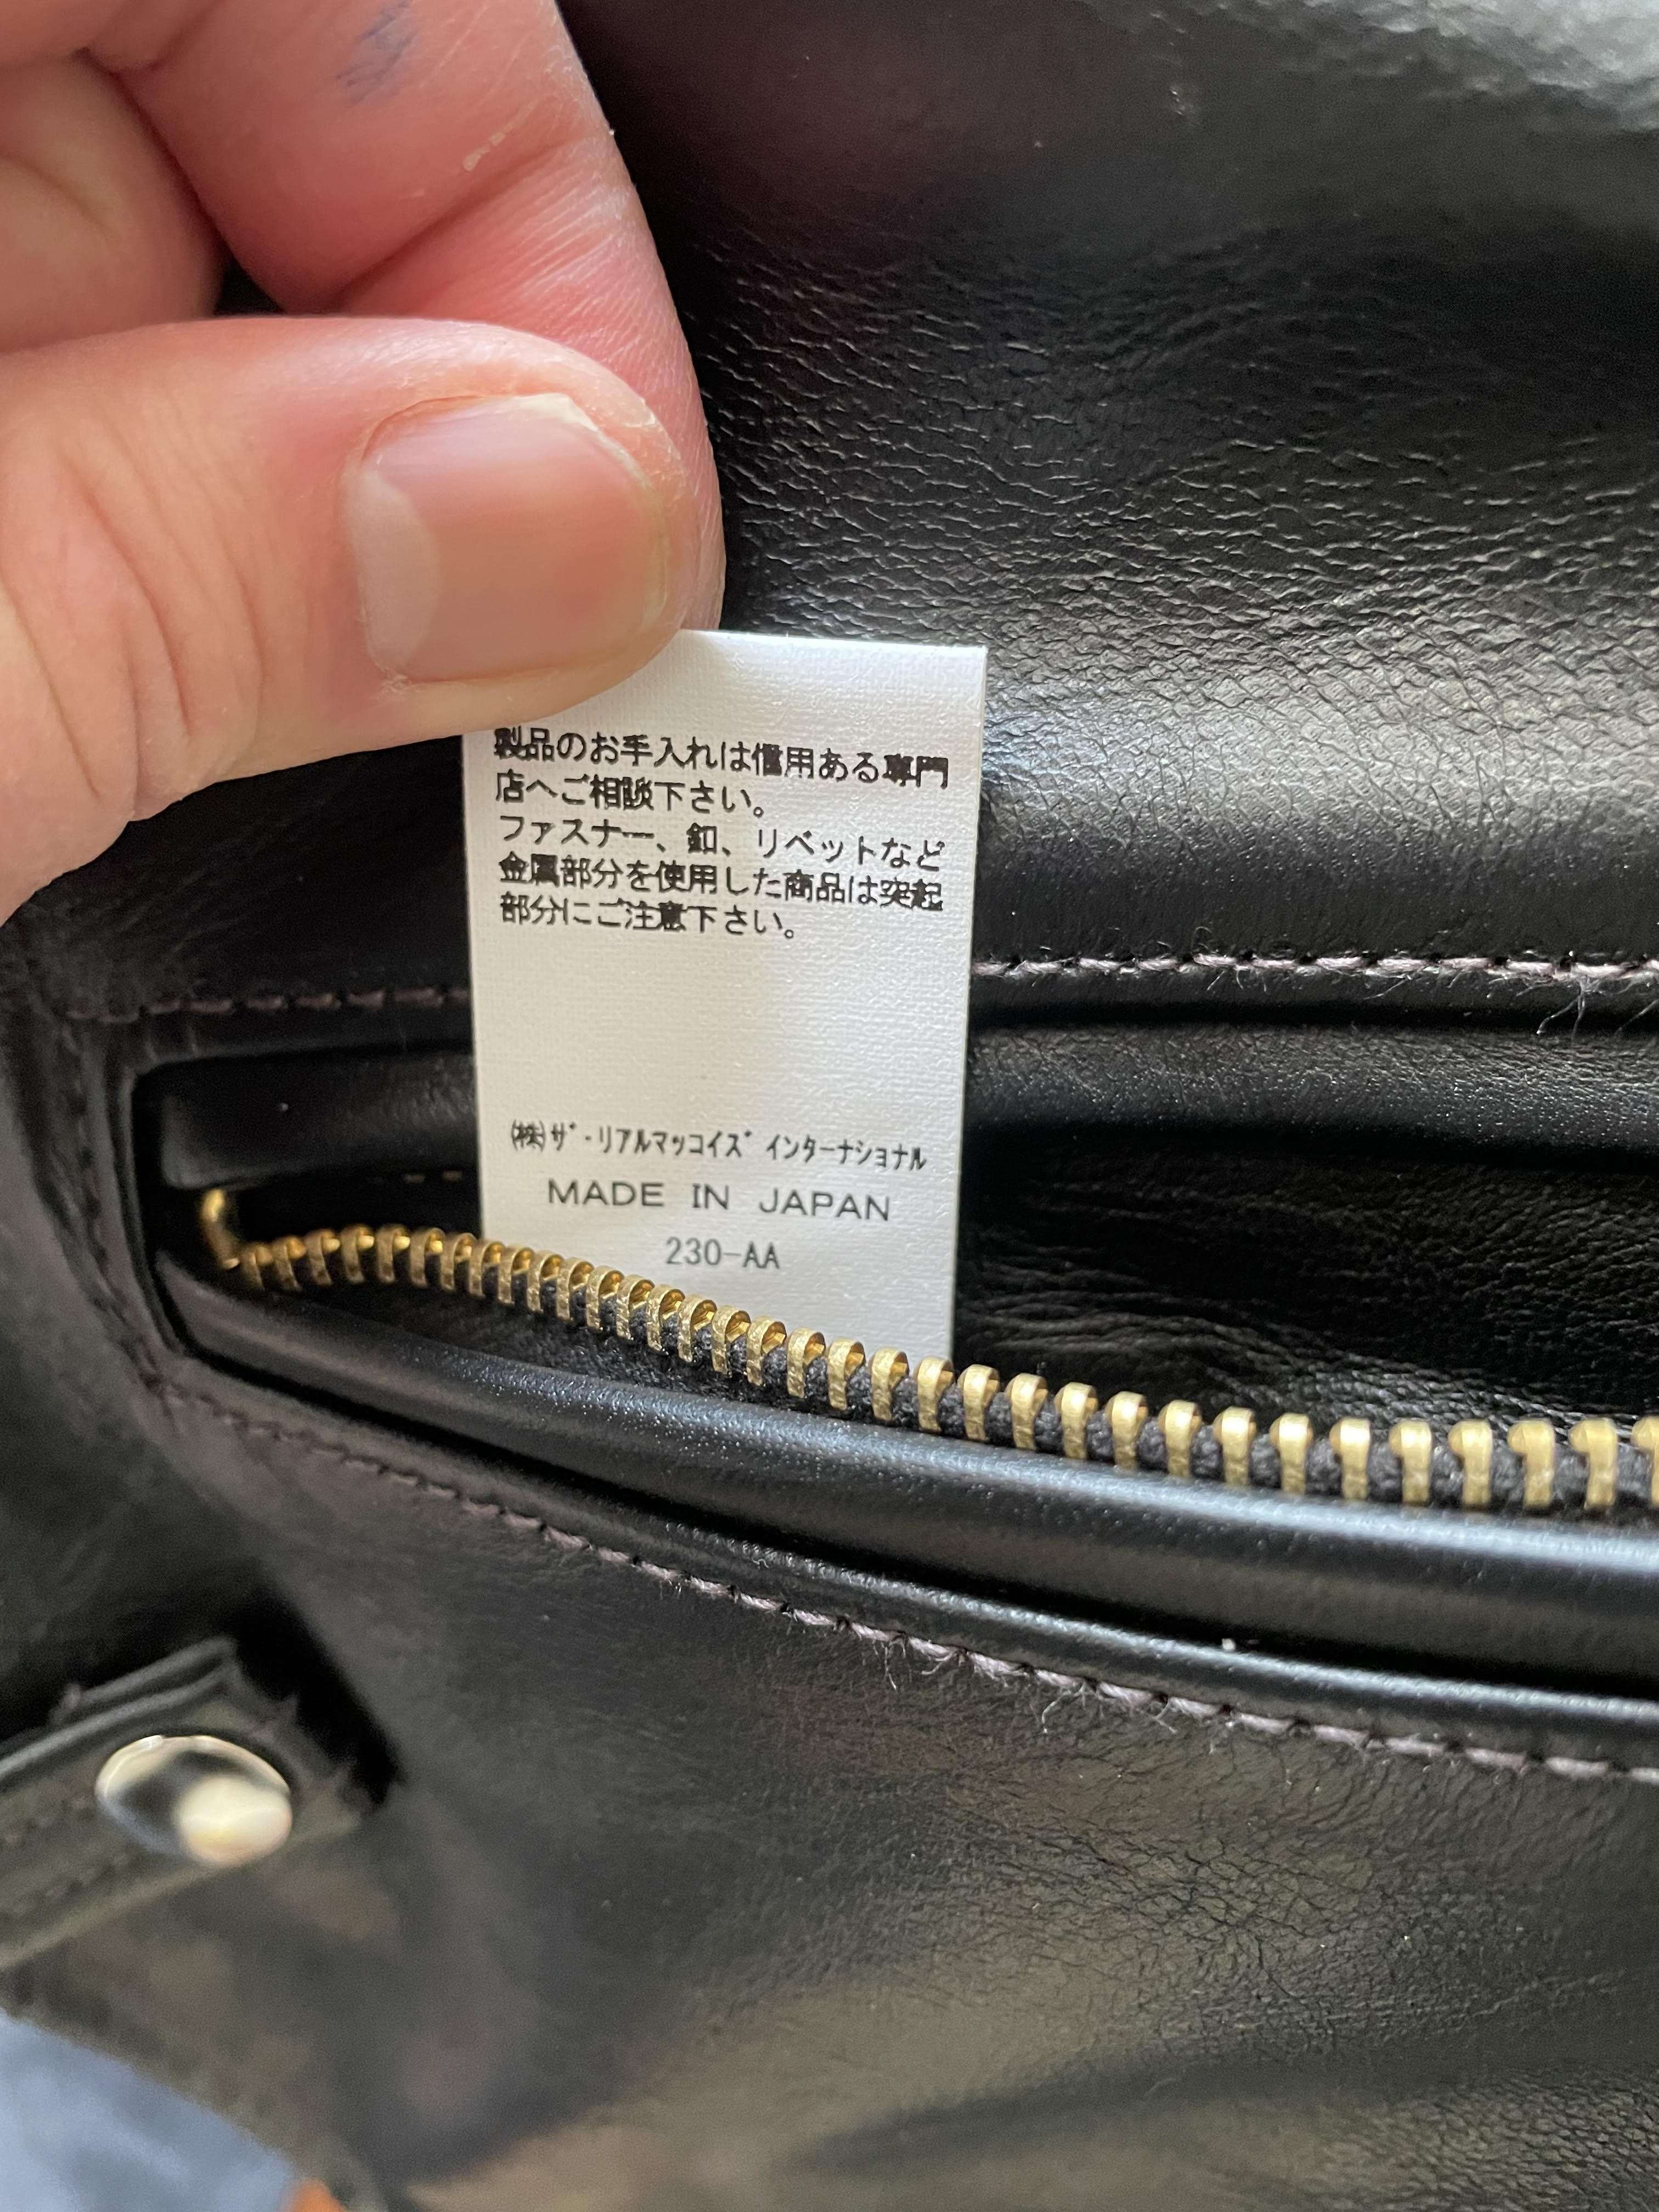 製品のお手入れは信用ある専門
店へご相談下さい。
ファスナー、釦、リベットなど
金属部分を使用した商品は突起
部分にご注意下さい。
㈱ｻﾞ･ﾘｱﾙﾏｯｺｲｽﾞ ｲﾝﾀｰﾅｼｮﾅﾙ
MADE IN JAPAN
230-AA